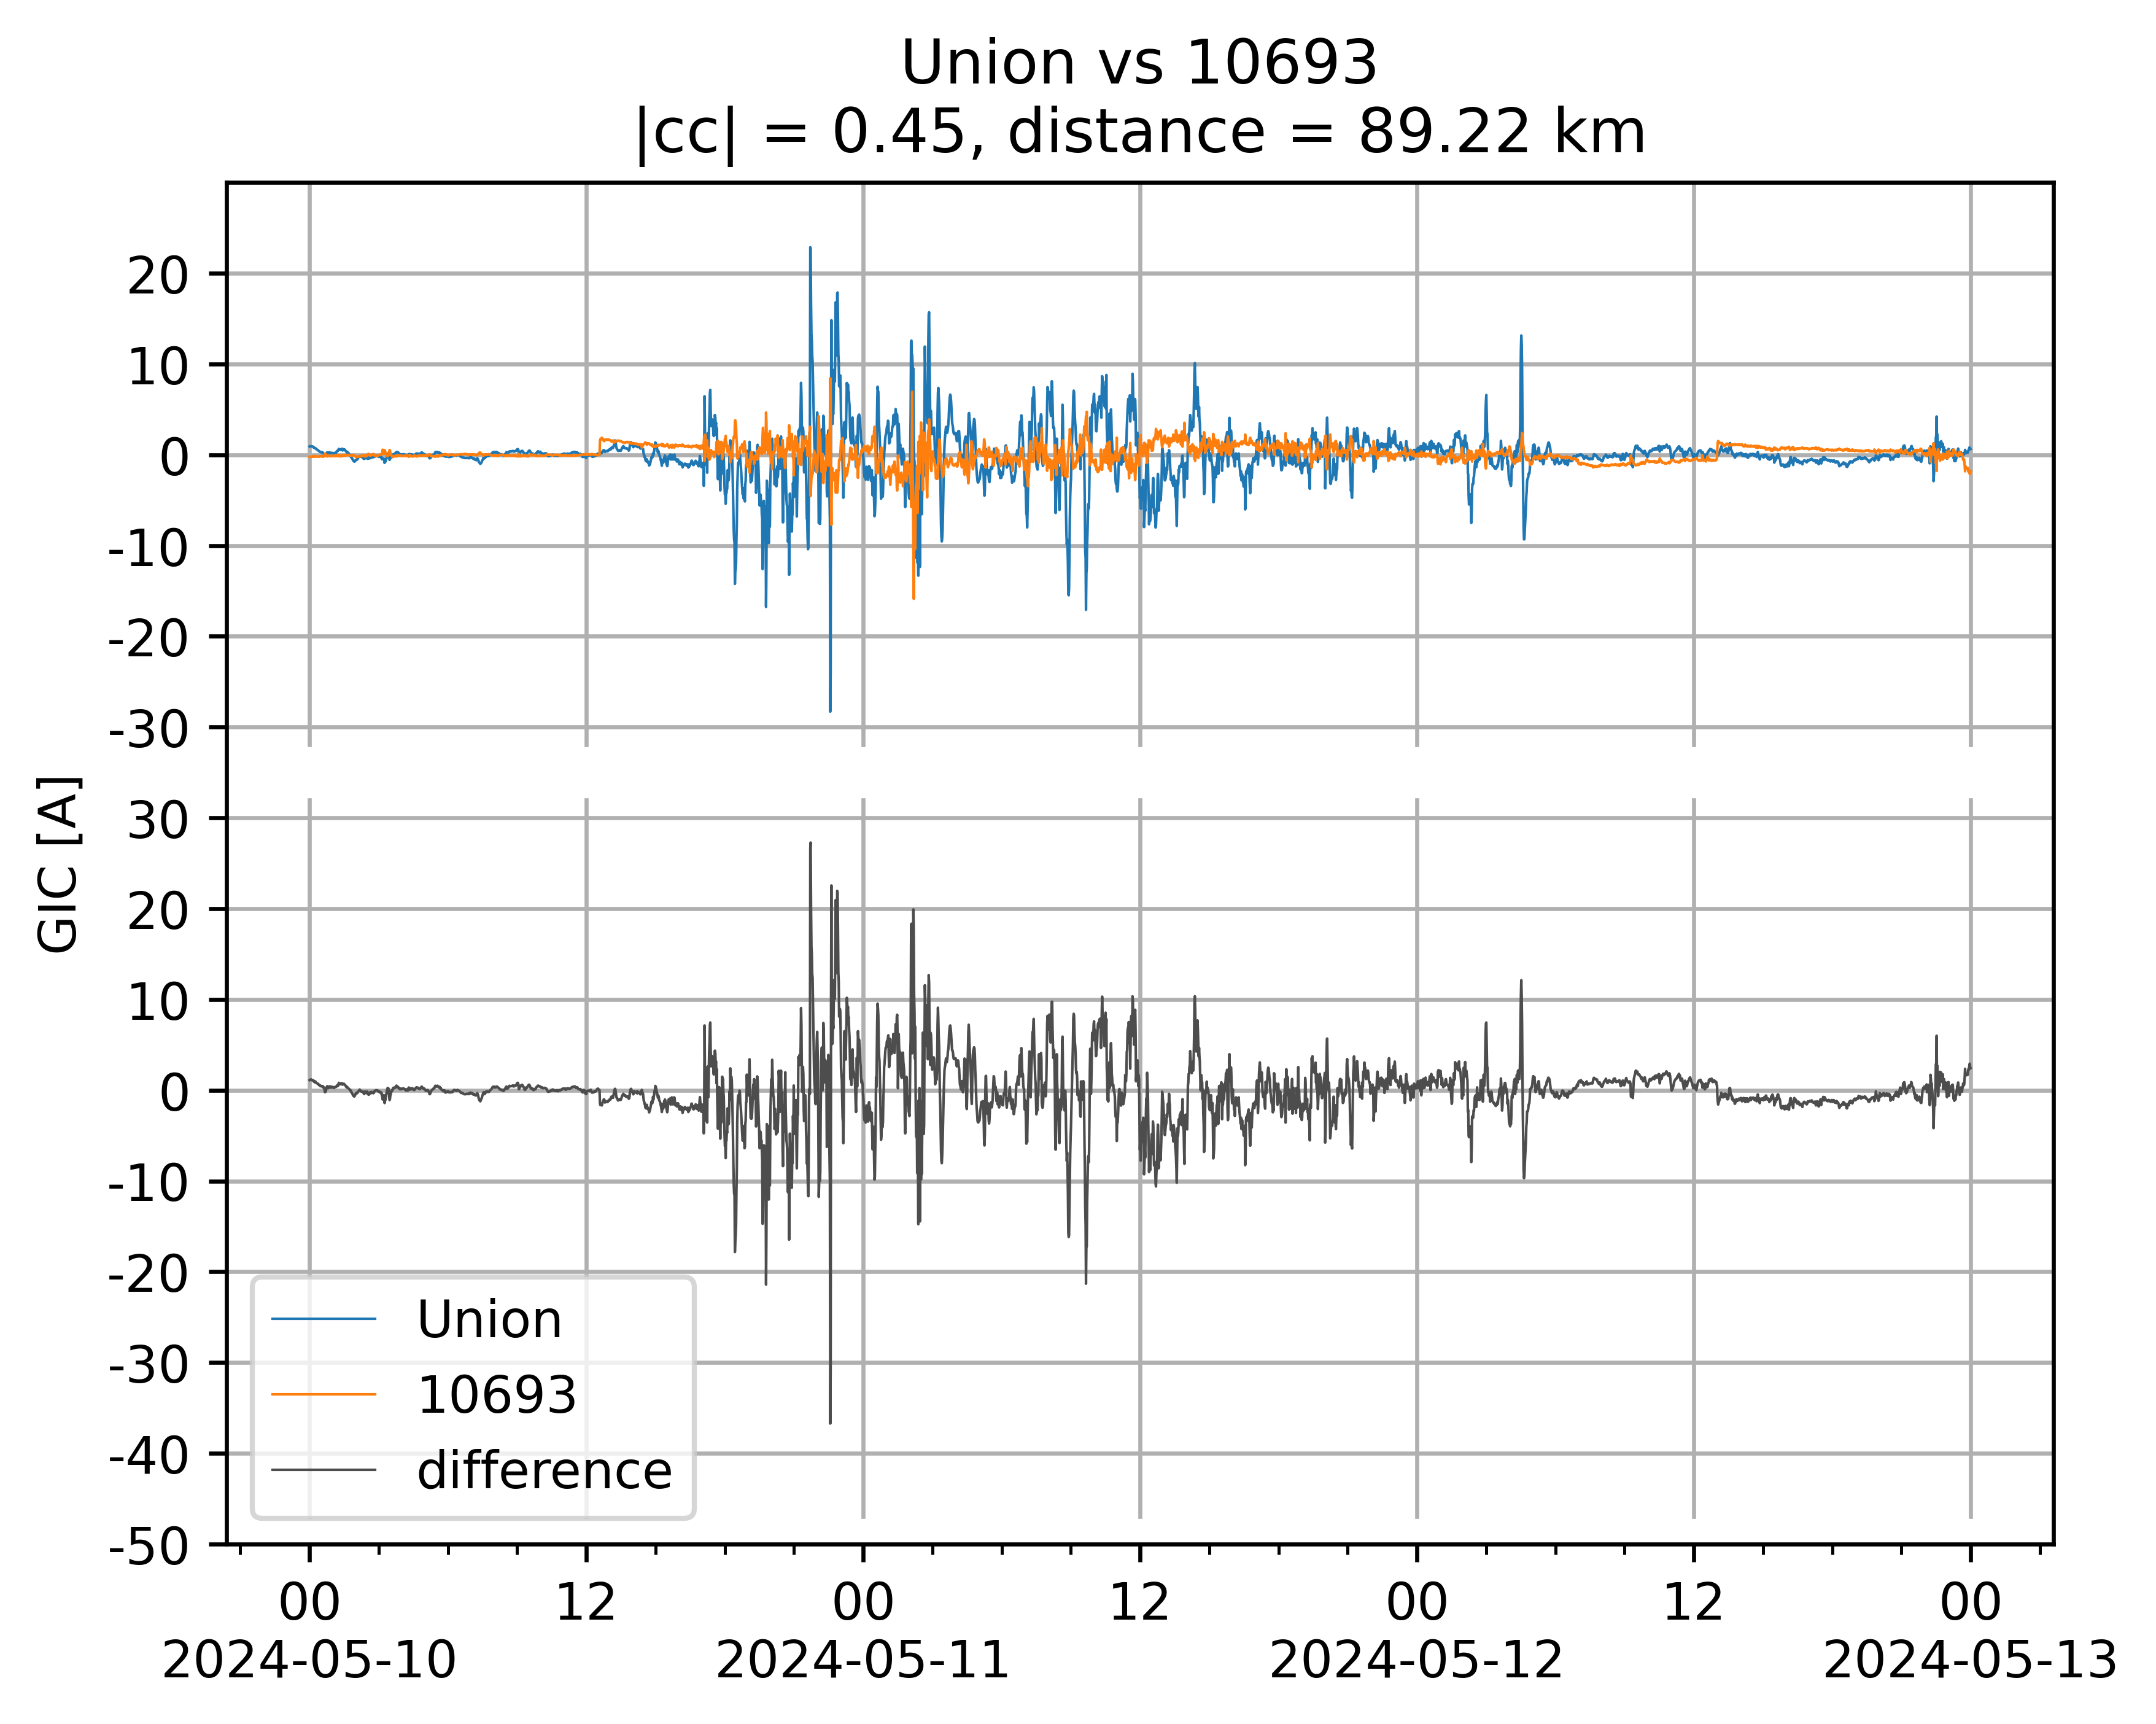 Union vs 10693
|cc| = 0.45, distance = 89.22 km
20
10
0
-10
-20
-30
30
20
10
0
-10
-20
-30
-40
-50
GIC [A]
Union
10693
difference
00 12 00 12 00 12 00
2024-05-10 2024-05-11 2024-05-12 2024-05-13